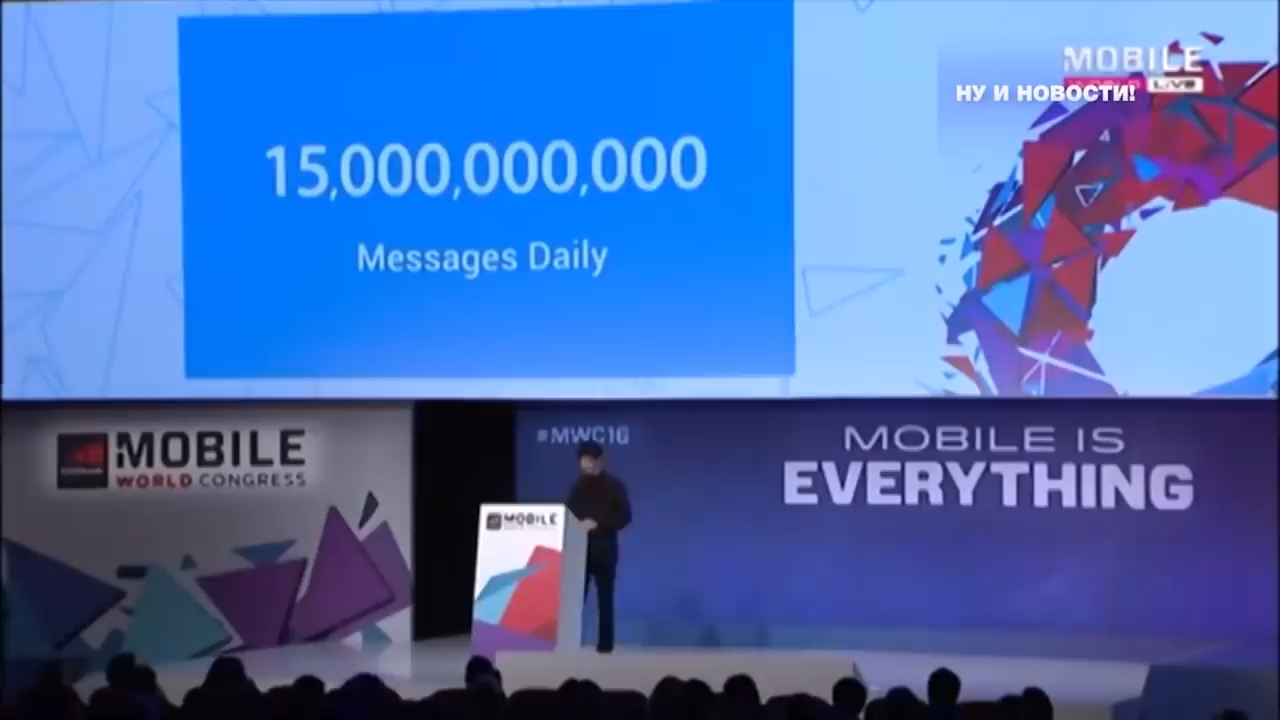 15,000,000,000
Messages Daily
MOBILE
LIVE
НУ И НОВОСТИ!
#MWC16
MOBILE IS
EVERYTHING
MOBILE
WORLD CONGRESS
MOBILE